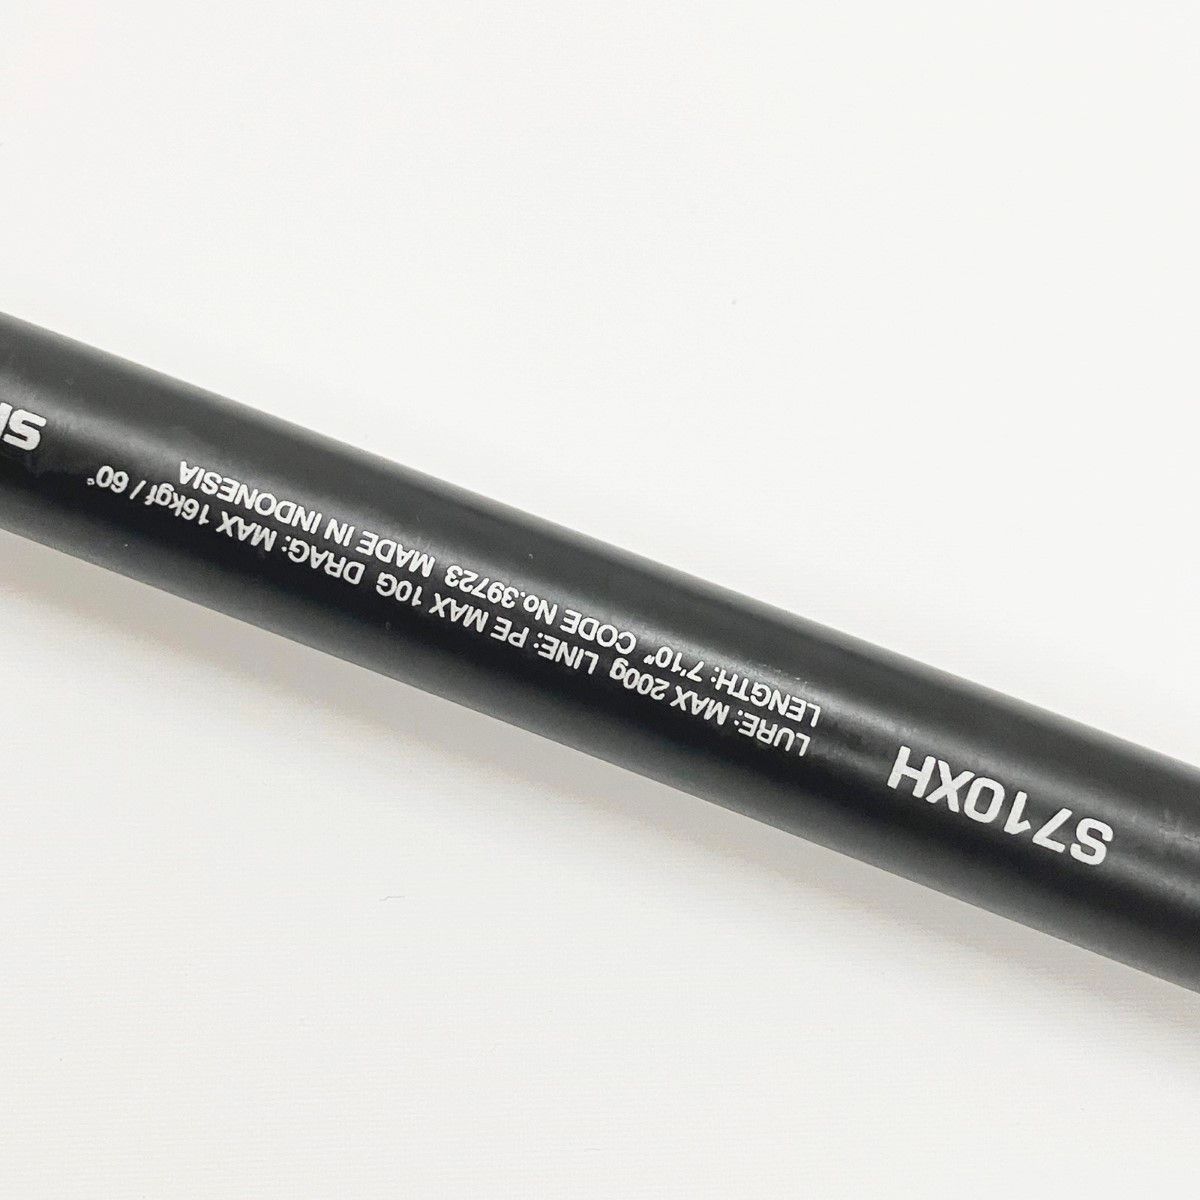 S710XH
LURE: MAX 200g LINE: PE MAX 10G DRAG: MAX 16kgf / 60°
LENGTH: 7'10" CODE No.39723 MADE IN INDONESIA